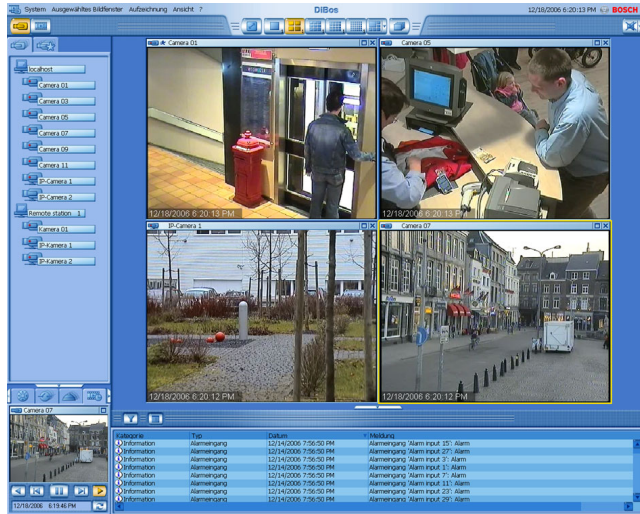 System Ausgewähltes Bildfenster Aufzeichnung Ansicht ?
DiBos
12/18/2006 6:20:13 PM
BOSCH
localhost
Camera 01
Camera 03
Camera 05
Camera 07
Camera 09
Camera 11
IP-Camera 1
IP-Camera 2
Remote station 1
Kamera 01
IP-Kamera 1
IP-Kamera 2
Camera 01
12/18/2006 6:20:13 PM
Camera 05
12/18/2006 6:20:13 PM
IP-Camera 1
12/18/2006 6:20:12 PM
Camera 07
12/18/2006 6:20:12 PM
Camera 07
12/18/2006 6:19:46 PM
Kategorie Typ Datum Meldung
Information Alarmeingang 12/14/2006 7:56:50 PM Alarmeingang 'Alarm input 15': Alarm
Information Alarmeingang 12/14/2006 7:56:50 PM Alarmeingang 'Alarm input 27': Alarm
Information Alarmeingang 12/14/2006 7:56:50 PM Alarmeingang 'Alarm input 3': Alarm
Information Alarmeingang 12/14/2006 7:56:50 PM Alarmeingang 'Alarm input 1': Alarm
Information Alarmeingang 12/14/2006 7:56:50 PM Alarmeingang 'Alarm input 7': Alarm
Information Alarmeingang 12/14/2006 7:56:50 PM Alarmeingang 'Alarm input 11': Alarm
Information Alarmeingang 12/14/2006 7:56:50 PM Alarmeingang 'Alarm input 23': Alarm
Information Alarmeingang 12/14/2006 7:56:50 PM Alarmeingang 'Alarm input 29': Alarm